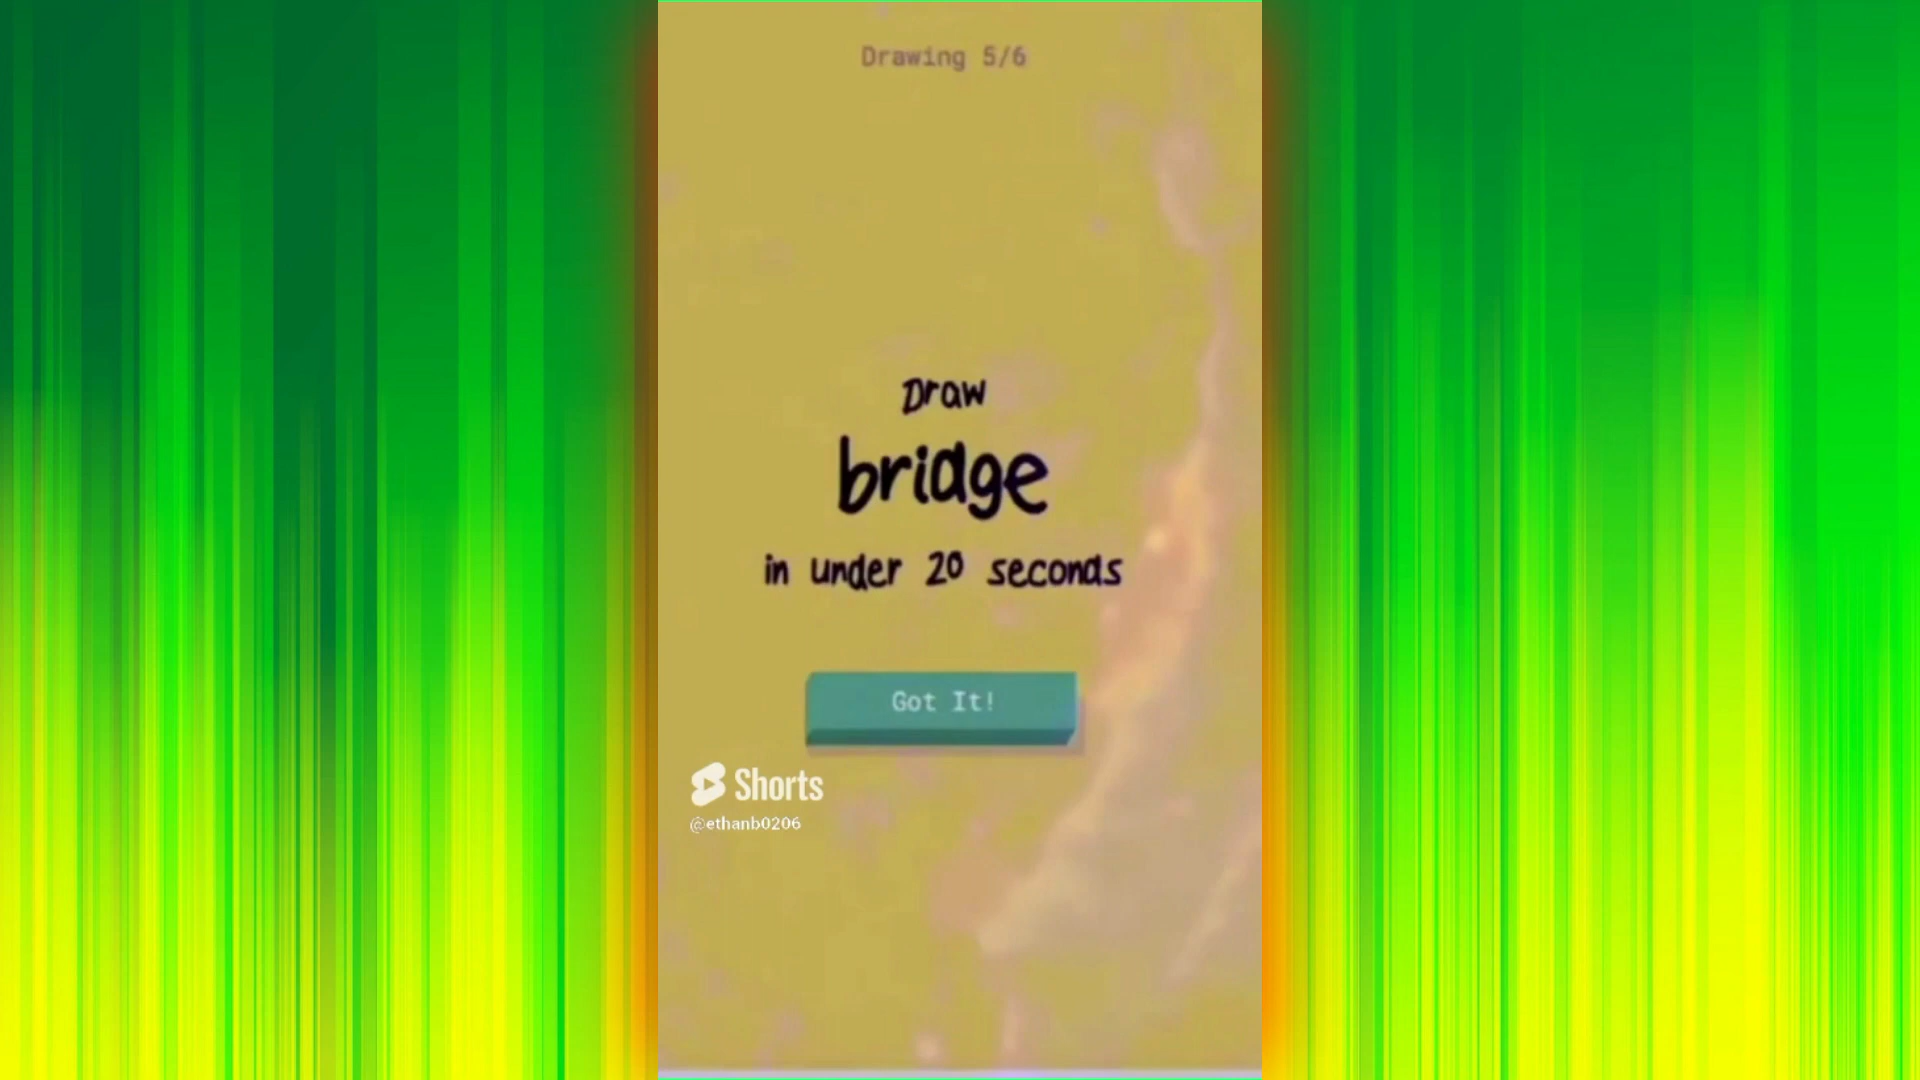 Drawing 5/6
Draw
bridge
in under 20 seconds
Got It!
Shorts
@ethanb0206